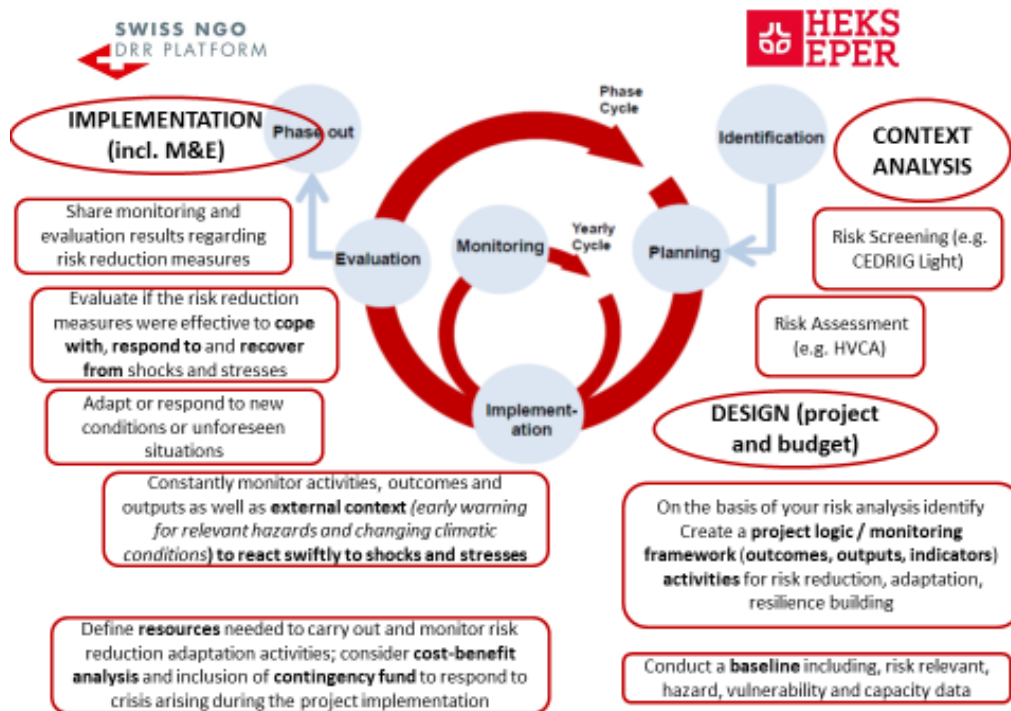 SWISS NGO
DRR PLATFORM
HEKS
EPER
IMPLEMENTATION
(incl. M&E)
Phase out
Phase
Cycle
Identification
CONTEXT
ANALYSIS
Share monitoring and
evaluation results regarding
risk reduction measures
Evaluation
Monitoring
Yearly
Cycle
Planning
Risk Screening (e.g.
CEDRIG Light)
Evaluate if the risk reduction
measures were effective to cope
with, respond to and recover
from shocks and stresses
Risk Assessment
(e.g. HVCA)
Adapt or respond to new
conditions or unforeseen
situations
Implement-
ation
DESIGN (project
and budget)
Constantly monitor activities, outcomes and
outputs as well as external context (early warning
for relevant hazards and changing climatic
conditions) to react swiftly to shocks and stresses
On the basis of your risk analysis identify
Create a project logic / monitoring
framework (outcomes, outputs, indicators)
activities for risk reduction, adaptation,
resilience building
Define resources needed to carry out and monitor risk
reduction adaptation activities; consider cost-benefit
analysis and inclusion of contingency fund to respond to
crisis arising during the project implementation
Conduct a baseline including, risk relevant,
hazard, vulnerability and capacity data